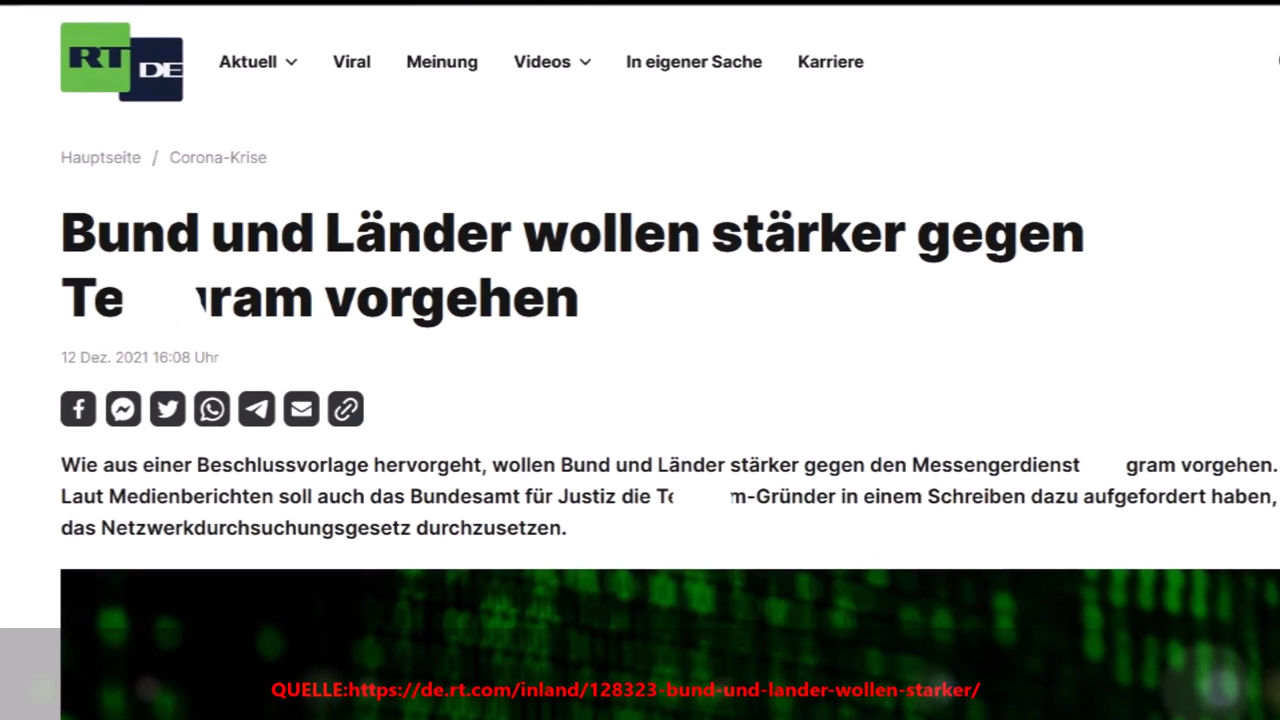 RT DE
Aktuell Viral Meinung Videos In eigener Sache Karriere
Hauptseite / Corona-Krise
Bund und Länder wollen stärker gegen
Te gram vorgehen
12 Dez. 2021 16:08 Uhr
Wie aus einer Beschlussvorlage hervorgeht, wollen Bund und Länder stärker gegen den Messengerdienst gram vorgehen.
Laut Medienberichten soll auch das Bundesamt für Justiz die Te m-Gründer in einem Schreiben dazu aufgefordert haben,
das Netzwerkdurchsuchungsgesetz durchzusetzen.
QUELLE:https://de.rt.com/inland/128323-bund-und-lander-wollen-starker/